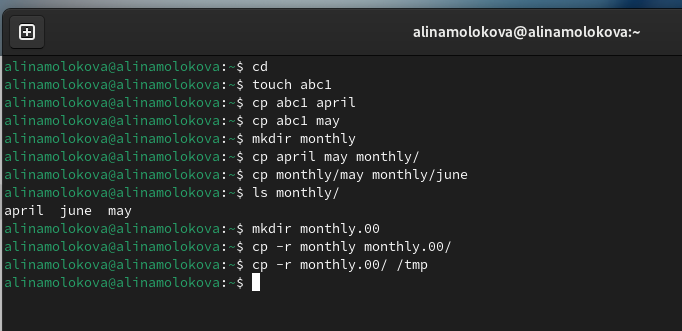 alinamolokova@alinamolokova:~
alinamolokova@alinamolokova:~$ cd
alinamolokova@alinamolokova:~$ touch abc1
alinamolokova@alinamolokova:~$ cp abc1 april
alinamolokova@alinamolokova:~$ cp abc1 may
alinamolokova@alinamolokova:~$ mkdir monthly
alinamolokova@alinamolokova:~$ cp april may monthly/
alinamolokova@alinamolokova:~$ cp monthly/may monthly/june
alinamolokova@alinamolokova:~$ ls monthly/
april  june  may
alinamolokova@alinamolokova:~$ mkdir monthly.00
alinamolokova@alinamolokova:~$ cp -r monthly monthly.00/
alinamolokova@alinamolokova:~$ cp -r monthly.00/ /tmp
alinamolokova@alinamolokova:~$